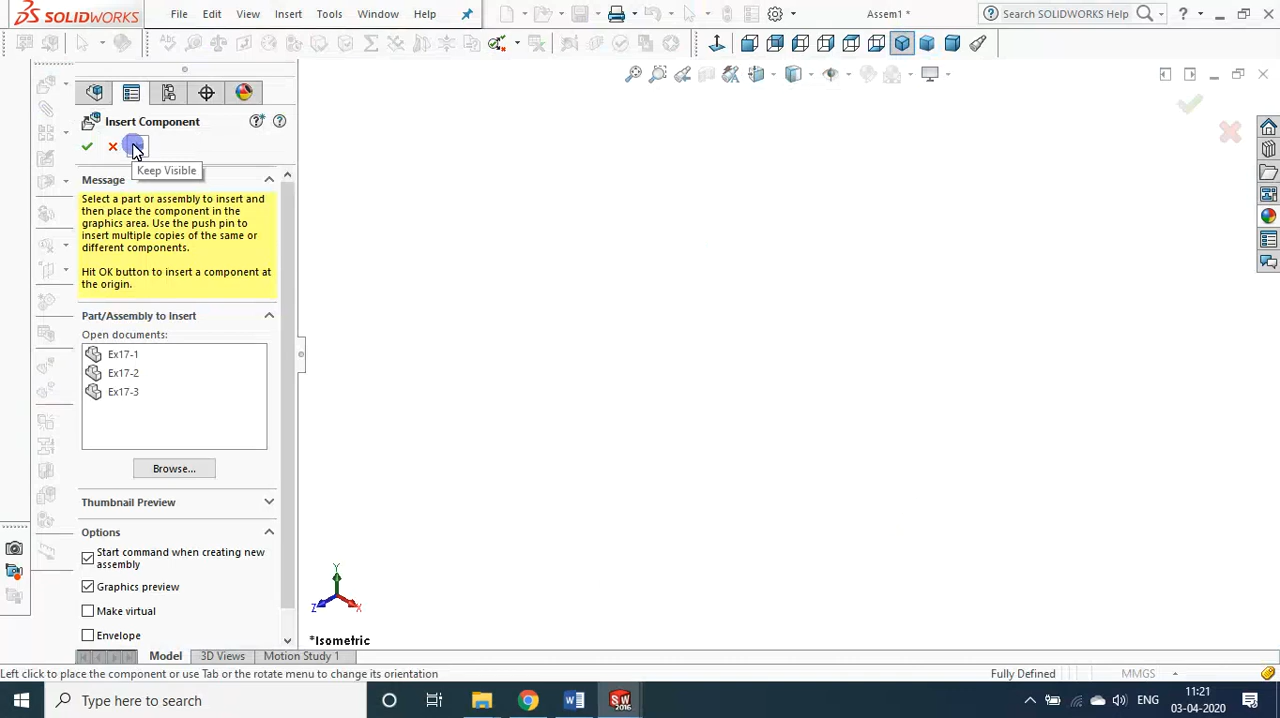 SOLIDWORKS
File Edit View Insert Tools Window Help
Assem1 *
Search SOLIDWORKS Help
?
Insert Component
Keep Visible
Message
Select a part or assembly to insert and
then place the component in the
graphics area. Use the push pin to
insert multiple copies of the same or
different components.
Hit OK button to insert a component at
the origin.
Part/Assembly to Insert
Open documents:
Ex17-1
Ex17-2
Ex17-3
Browse...
Thumbnail Preview
Options
Start command when creating new
assembly
Graphics preview
Make virtual
Envelope
Y
Z
X
*Isometric
Model 3D Views Motion Study 1
Left click to place the component or use Tab or the rotate menu to change its orientation
Fully Defined
MMGS
Type here to search
ENG
11:21
03-04-2020